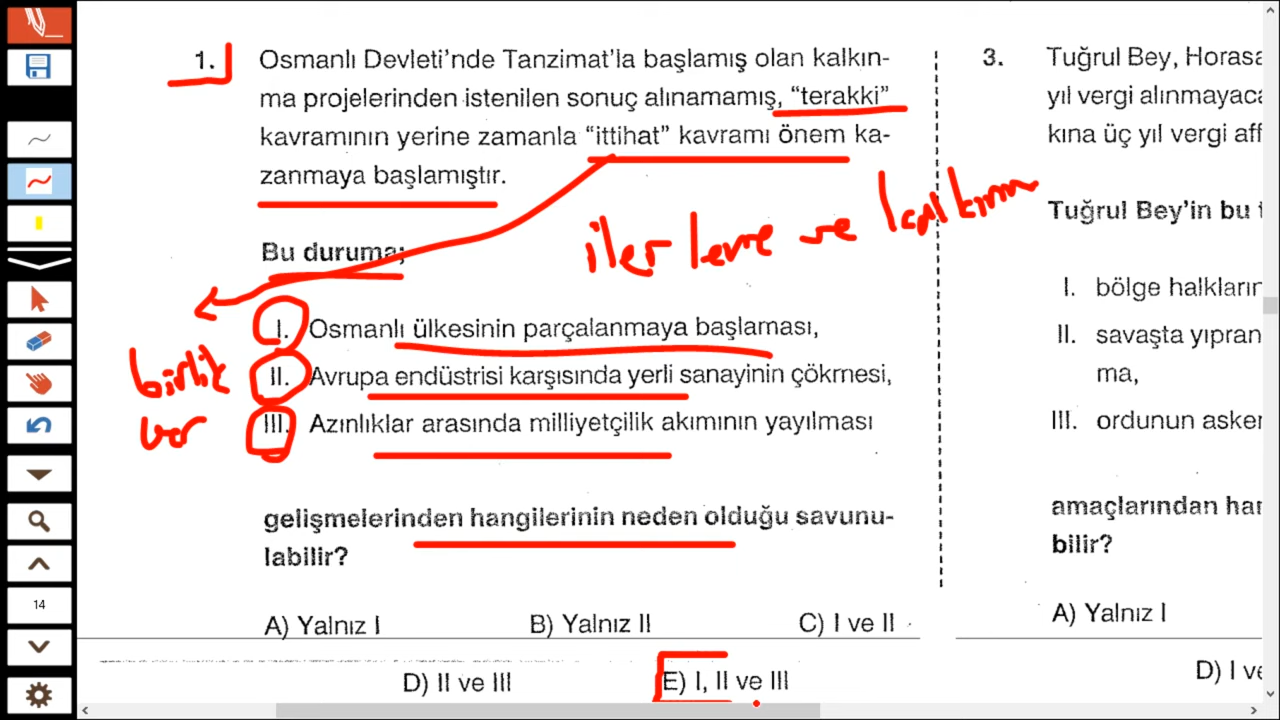 1.
Osmanlı Devleti'nde Tanzimat'la başlamış olan kalkın-
ma projelerinden istenilen sonuç alınamamış, "terakki"
kavramının yerine zamanla "ittihat" kavramı önem ka-
zanmaya başlamıştır.
ilerleme ve kalkınma
Bu duruma;
I. Osmanlı ülkesinin parçalanmaya başlaması,
II. Avrupa endüstrisi karşısında yerli sanayinin çökmesi,
III. Azınlıklar arasında milliyetçilik akımının yayılması
birlik
ber
gelişmelerinden hangilerinin neden olduğu savunu-
labilir?
A) Yalnız I
B) Yalnız II
C) I ve II
D) II ve III
E) I, II ve III
3.
Tuğrul Bey, Horasa
yıl vergi alınmayaca
kına üç yıl vergi aff
Tuğrul Bey'in bu t
I. bölge halkların
II. savaşta yıpran
ma,
III. ordunun asker
amaçlarından han
bilir?
A) Yalnız I
D) I ve
14